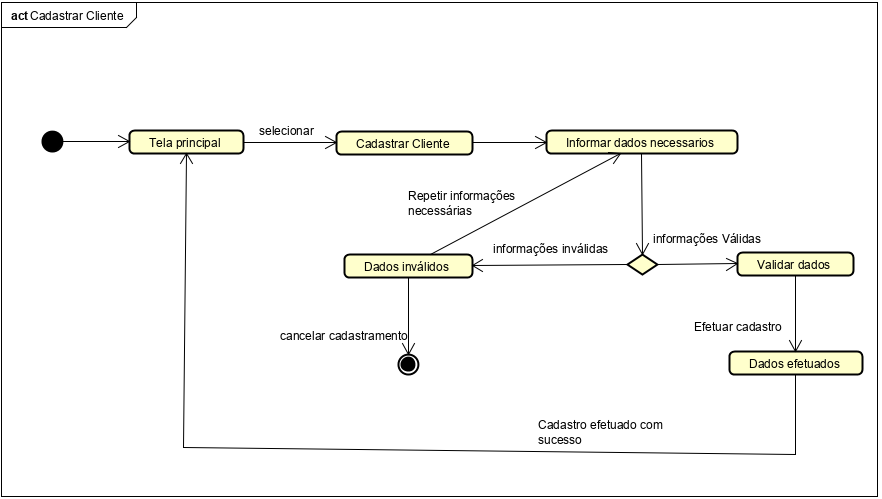 act Cadastrar Cliente
Tela principal
selecionar
Cadastrar Cliente
Informar dados necessarios
Repetir informações
necessárias
informações inválidas
informações Válidas
Dados inválidos
Validar dados
cancelar cadastramento
Efetuar cadastro
Dados efetuados
Cadastro efetuado com
sucesso